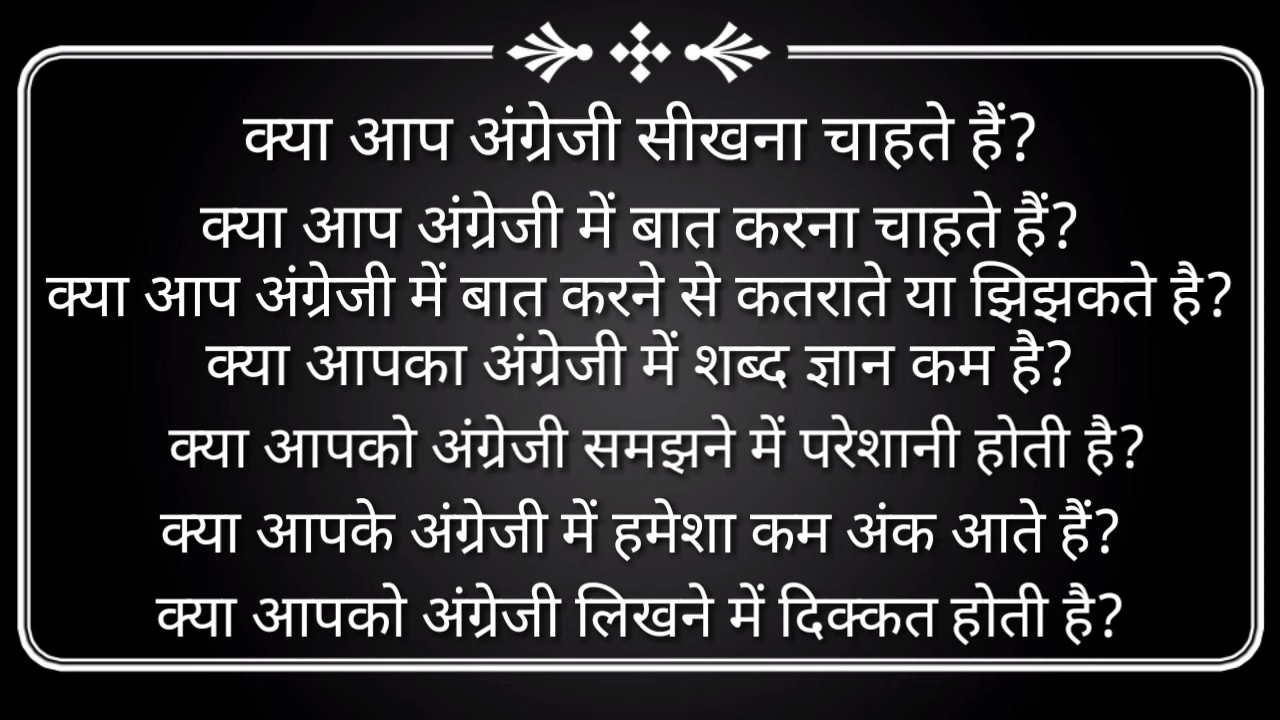 क्या आप अंग्रेजी सीखना चाहते हैं?
क्या आप अंग्रेजी में बात करना चाहते हैं?
क्या आप अंग्रेजी में बात करने से कतराते या झिझकते है?
क्या आपका अंग्रेजी में शब्द ज्ञान कम है?
क्या आपको अंग्रेजी समझने में परेशानी होती है?
क्या आपके अंग्रेजी में हमेशा कम अंक आते हैं?
क्या आपको अंग्रेजी लिखने में दिक्कत होती है?